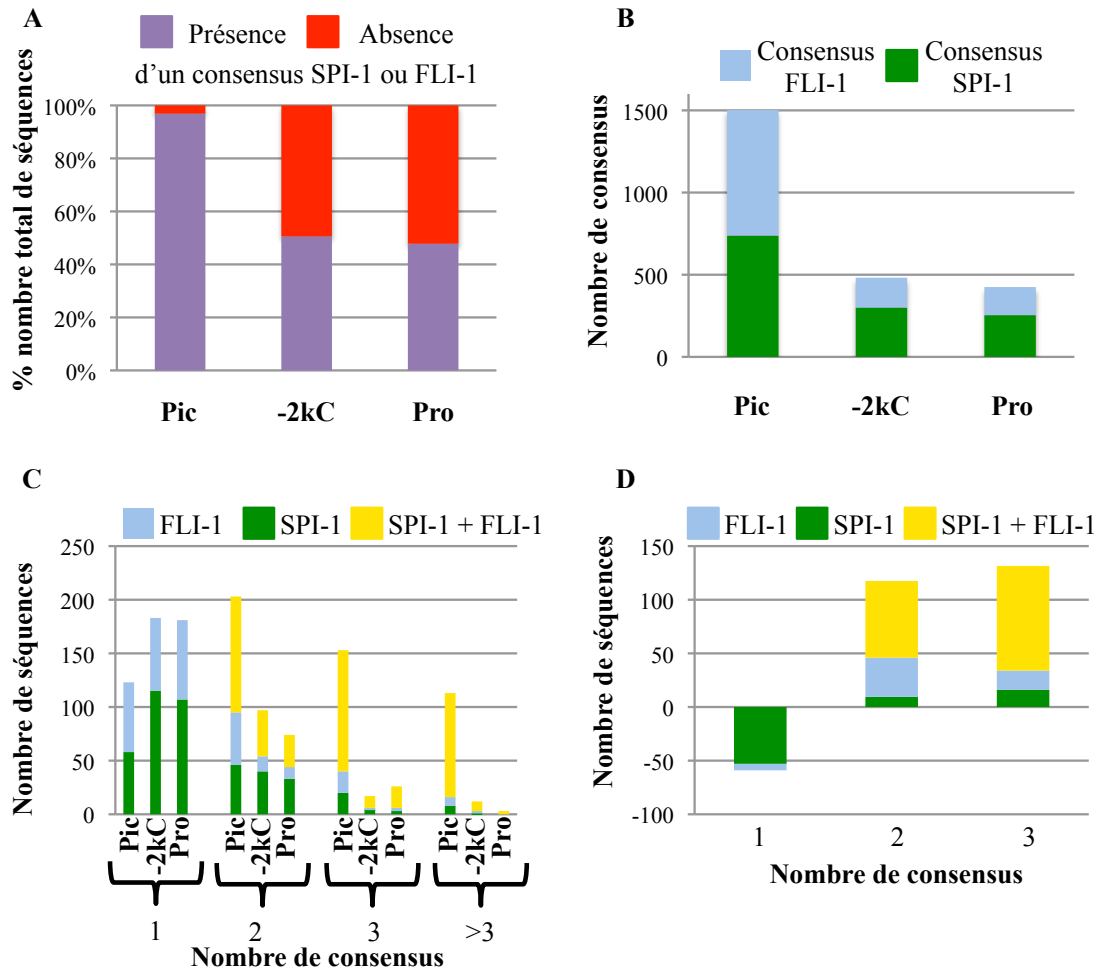 A
Présence
Absence
d’un consensus SPI-1 ou FLI-1
% nombre total de séquences
100%
80%
60%
40%
20%
0%
Pic
-2kC
Pro
B
Consensus FLI-1
Consensus SPI-1
Nombre de consensus
1500
1000
500
0
Pic
-2kC
Pro
C
FLI-1
SPI-1
SPI-1 + FLI-1
Nombre de séquences
250
200
150
100
50
0
Pic
-2kC
Pro
Pic
-2kC
Pro
Pic
-2kC
Pro
Pic
-2kC
Pro
1
2
3
>3
Nombre de consensus
D
FLI-1
SPI-1
SPI-1 + FLI-1
Nombre de séquences
150
100
50
0
-50
-100
1
2
3
Nombre de consensus